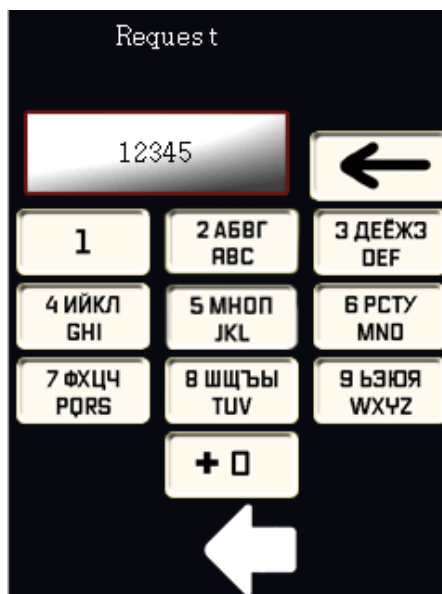 Request
12345
1
2 АБВГ
ABC
3 ДЕЁЖЗ
DEF
4 ИЙКЛ
GHI
5 МНОП
JKL
6 РСТУ
MNO
7 ФХЦЧ
PQRS
8 ШЩЪЫ
TUV
9 ЬЭЮЯ
WXYZ
+ 0